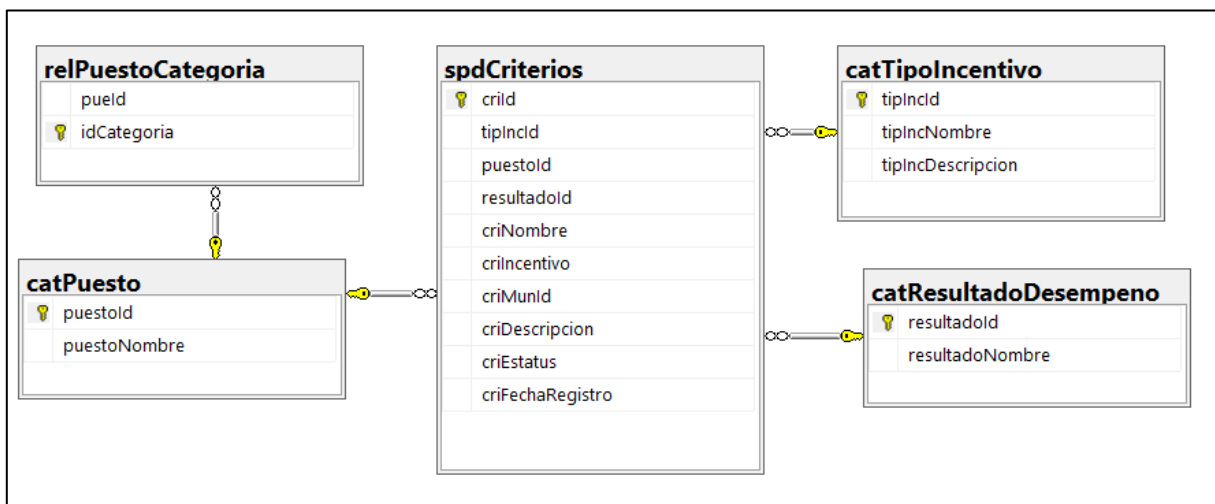 relPuestoCategoria
pueId
idCategoria
catPuesto
puestoId
puestoNombre
spdCriterios
criId
tipIncId
puestoId
resultadoId
criNombre
criIncentivo
criMunId
criDescripcion
criEstatus
criFechaRegistro
catTipoIncentivo
tipIncId
tipIncNombre
tipIncDescripcion
catResultadoDesempeno
resultadoId
resultadoNombre